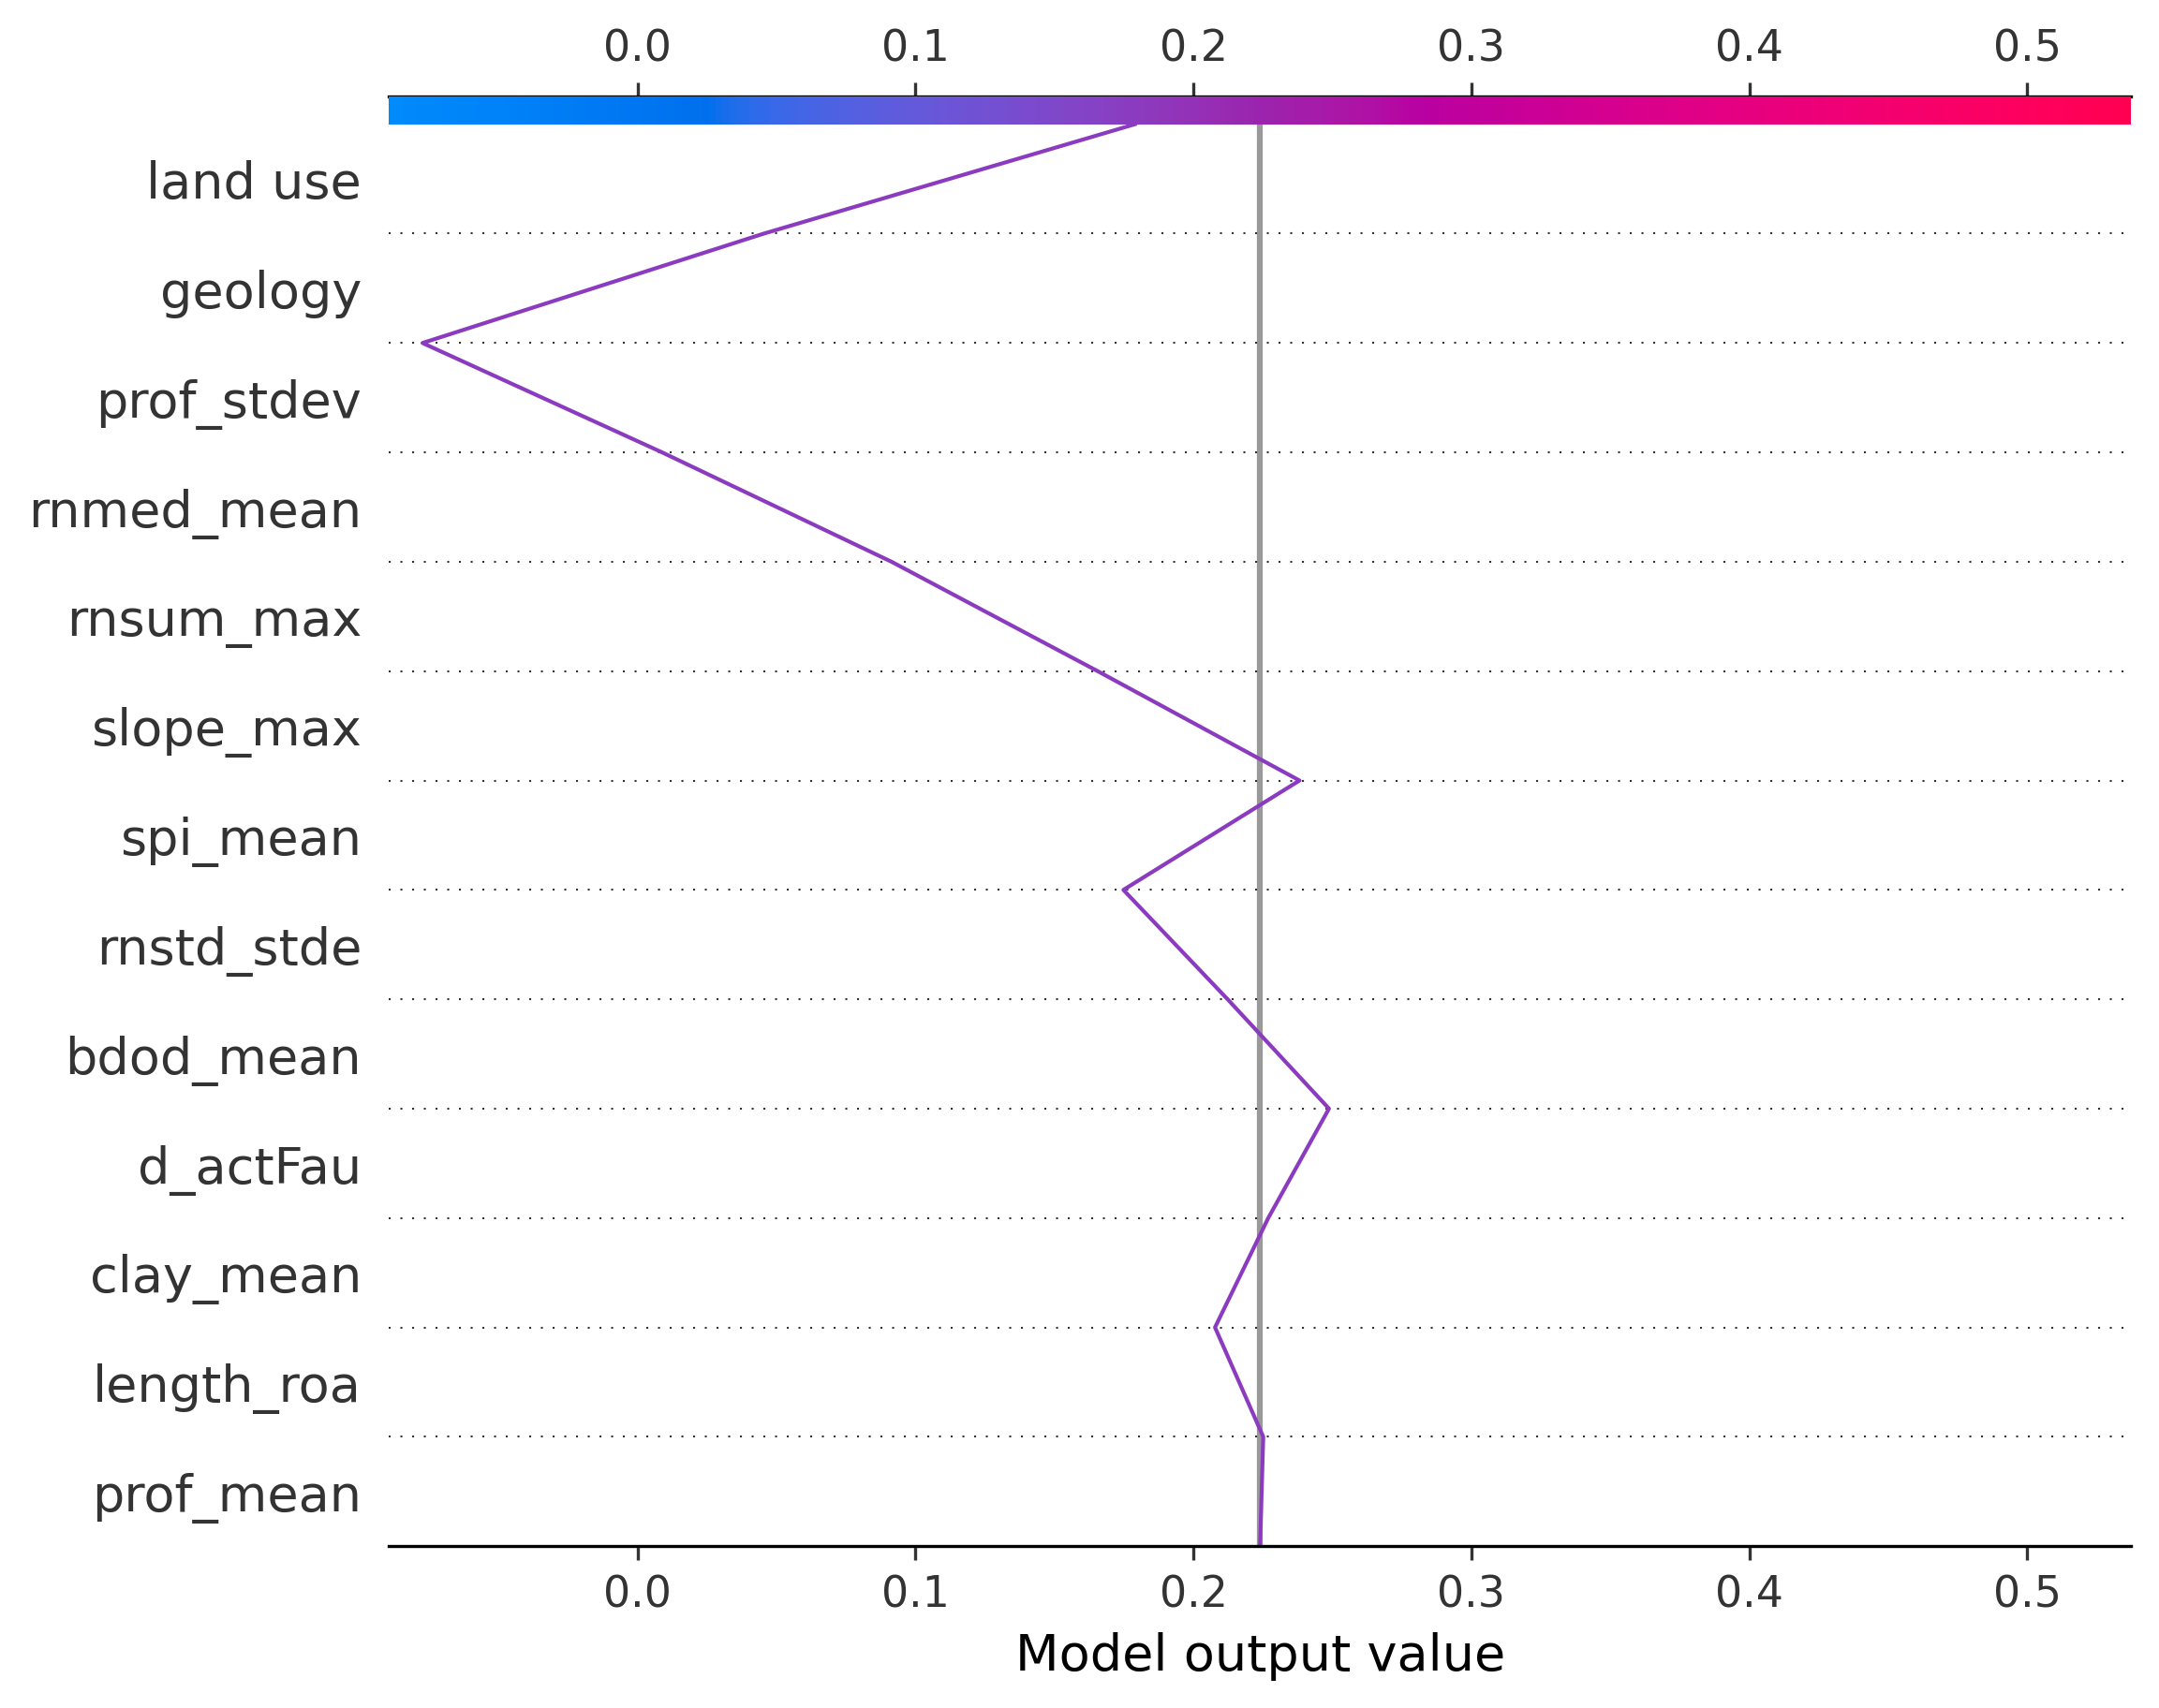 0.0 0.1 0.2 0.3 0.4 0.5
land use
geology
prof_stdev
rnmed_mean
rnsum_max
slope_max
spi_mean
rnstd_stde
bdod_mean
d_actFau
clay_mean
length_roa
prof_mean
0.0 0.1 0.2 0.3 0.4 0.5
Model output value